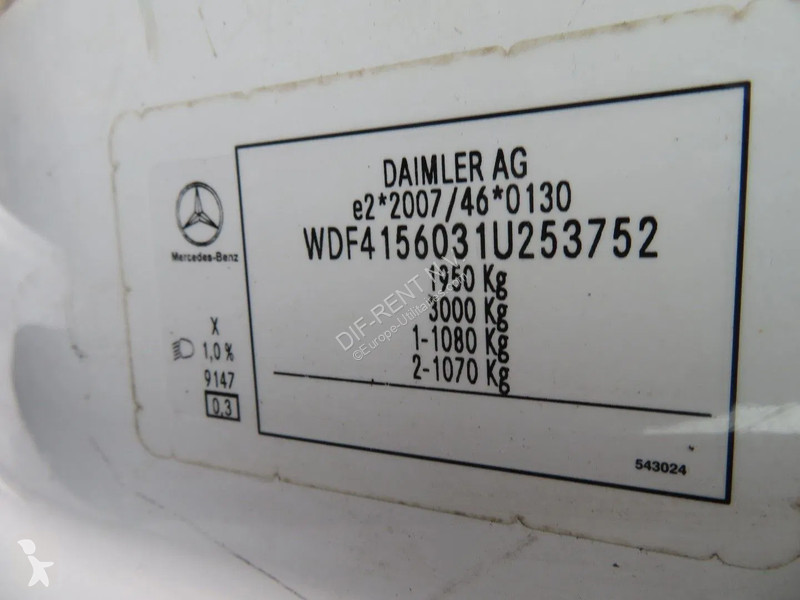 DAIMLER AG
e2*2007/46*0130
WDF4156031U253752
1950 Kg
3000 Kg
1-1080 Kg
2-1070 Kg
Mercedes-Benz
X
1,0%
9147
0,3
543024
DIF-RENT N.V.